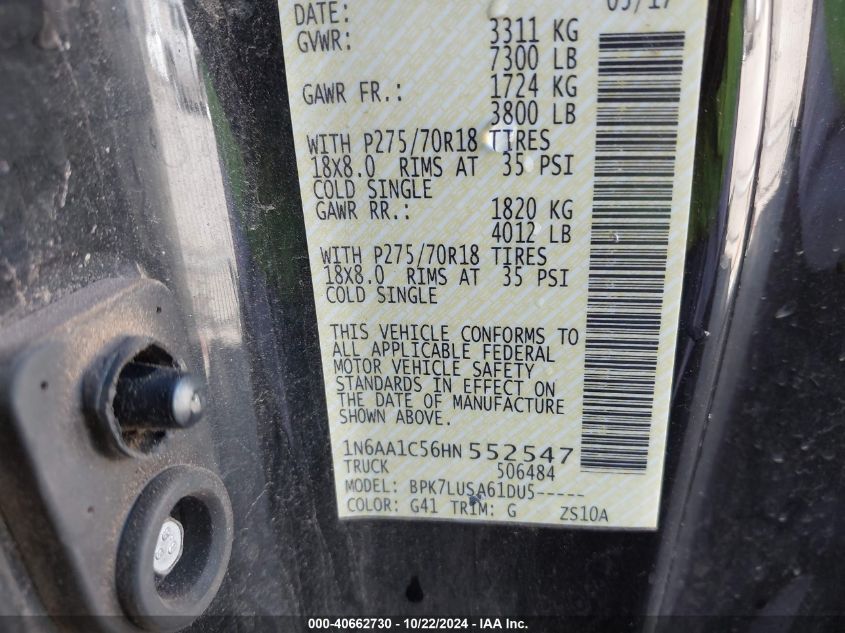 DATE: 05/17
GVWR: 3311 KG
7300 LB
GAWR FR.: 1724 KG
3800 LB
WITH P275/70R18 TIRES
18X8.0 RIMS AT 35 PSI
COLD SINGLE
GAWR RR.: 1820 KG
4012 LB
WITH P275/70R18 TIRES
18X8.0 RIMS AT 35 PSI
COLD SINGLE
THIS VEHICLE CONFORMS TO
ALL APPLICABLE FEDERAL
MOTOR VEHICLE SAFETY
STANDARDS IN EFFECT ON
THE DATE OF MANUFACTURE
SHOWN ABOVE.
1N6AA1C56HN552547
TRUCK 506484
MODEL: BPK7LUSA61DU5-----
COLOR: G41 TRIM: G ZS10A
000-40662730 - 10/22/2024 - IAA Inc.